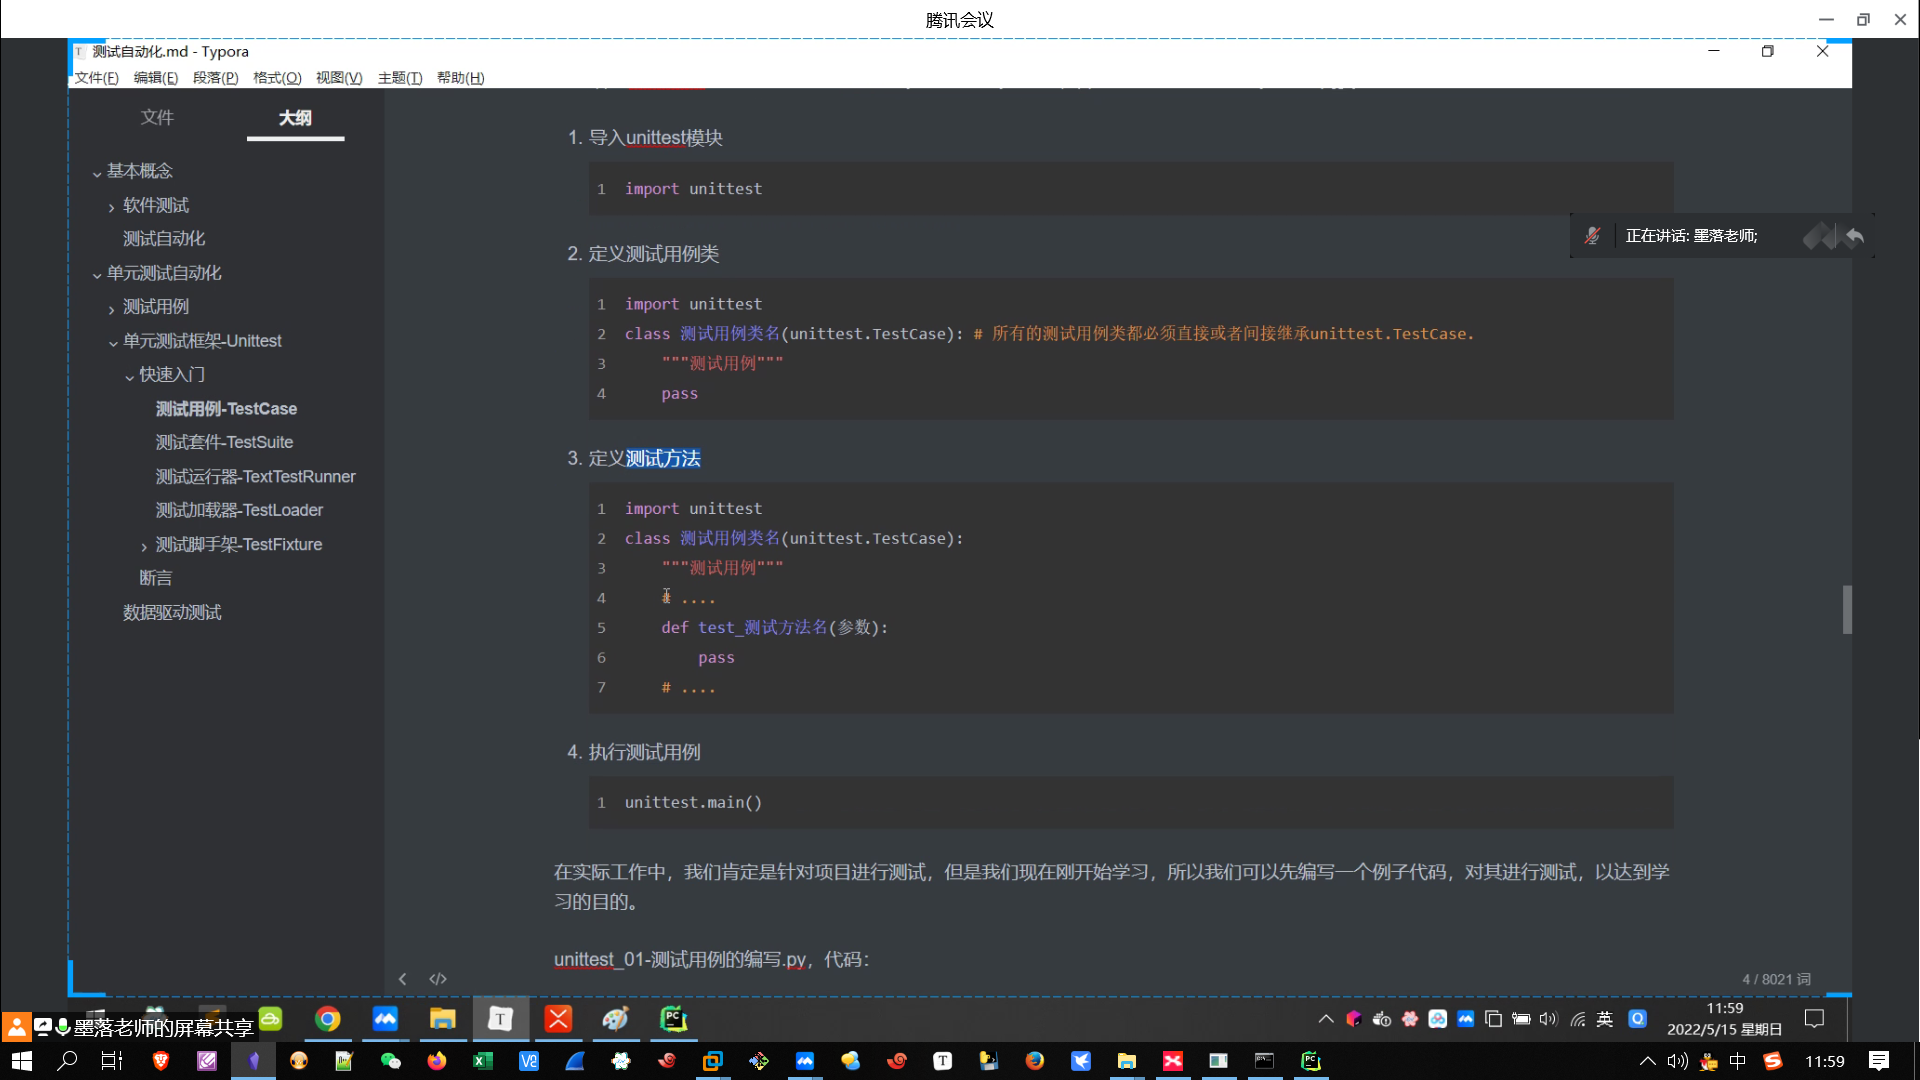 腾讯会议
测试自动化.md - Typora
文件(F) 编辑(E) 段落(P) 格式(O) 视图(V) 主题(T) 帮助(H)
文件 大纲
基本概念
软件测试
测试自动化
单元测试自动化
测试用例
单元测试框架-Unittest
快速入门
测试用例-TestCase
测试套件-TestSuite
测试运行器-TextTestRunner
测试加载器-TestLoader
测试脚手架-TestFixture
断言
数据驱动测试
1. 导入unittest模块
1 import unittest
正在讲话: 墨落老师;
2. 定义测试用例类
1 import unittest
2 class 测试用例类名(unittest.TestCase): # 所有的测试用例类都必须直接或者间接继承unittest.TestCase.
3 """测试用例"""
4 pass
3. 定义测试方法
1 import unittest
2 class 测试用例类名(unittest.TestCase):
3 """测试用例"""
4 # ....
5 def test_测试方法名(参数):
6 pass
7 # ....
4. 执行测试用例
1 unittest.main()
在实际工作中，我们肯定是针对项目进行测试，但是我们现在刚开始学习，所以我们可以先编写一个例子代码，对其进行测试，以达到学
习的目的。
unittest_01-测试用例的编写.py，代码：
4 / 8021 词
墨落老师的屏幕共享
英
11:59
2022/5/15 星期日
中
11:59